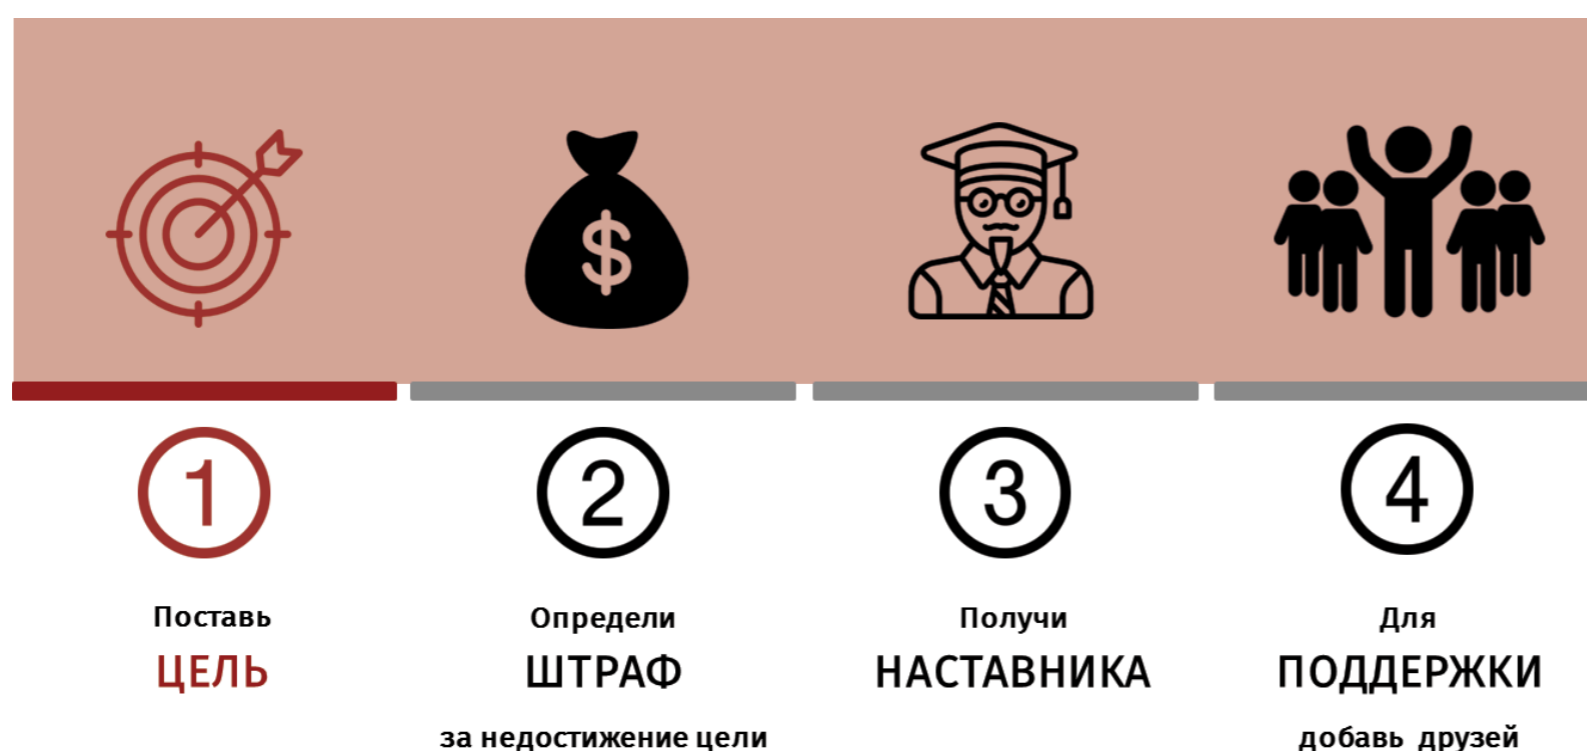 $
1
2
3
4
Поставь
ЦЕЛЬ
Определи
ШТРАФ
за недостижение цели
Получи
НАСТАВНИКА
Для
ПОДДЕРЖКИ
добавь друзей